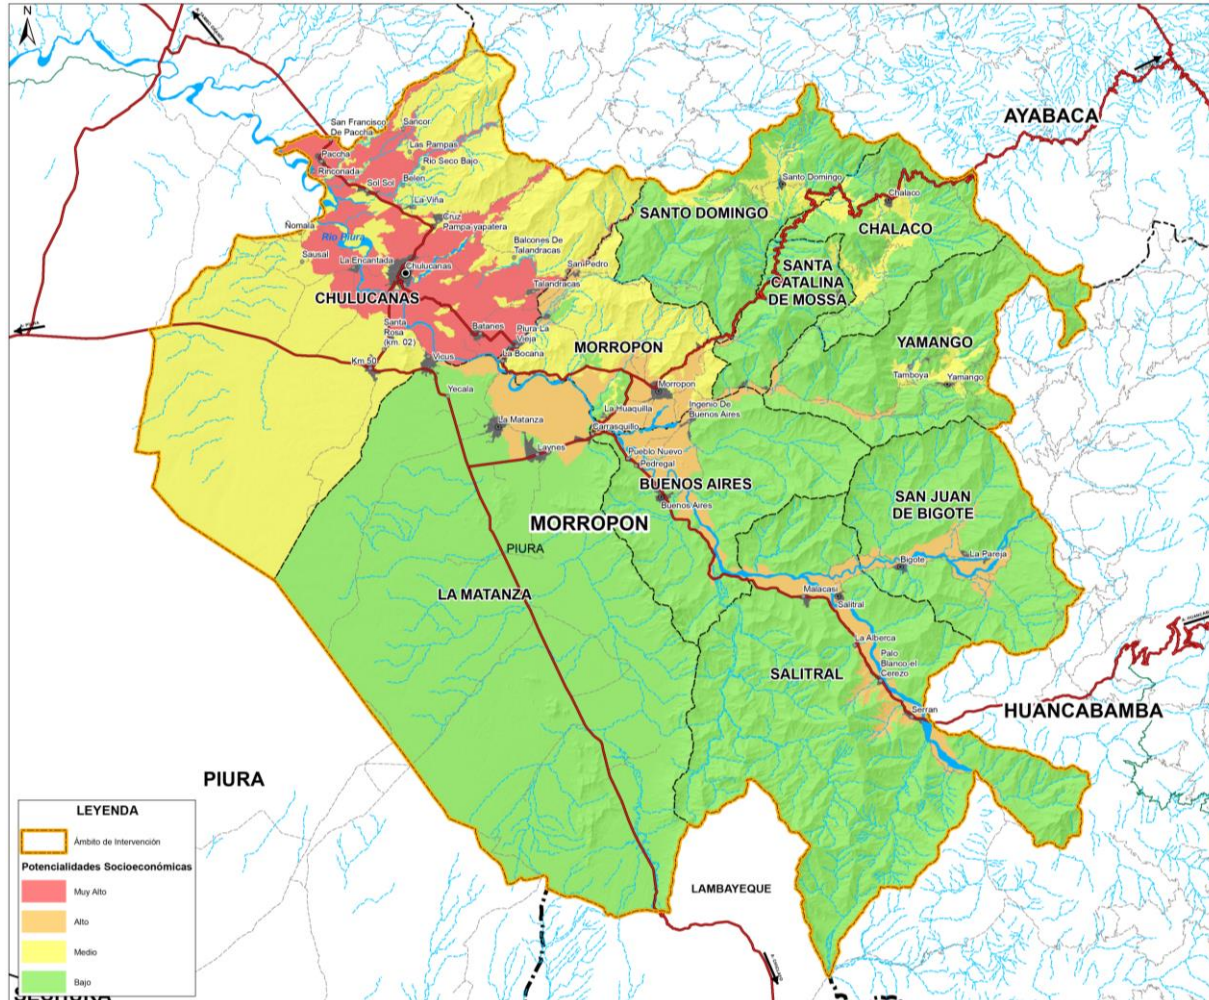 N
AYABACA
San Francisco
De Paccha
Sancor
Las Pampas
Paccha
Rio Seco Bajo
Rinconada
Sol Sol
Belen
La Viña
Santo Domingo
Chalaco
SANTO DOMINGO
CHALACO
Cruz
Pampa yapatera
Ñomala
Rio Piura
Sausal
La Encantada
Chulucanas
Balcones De
Talandracas
San Pedro
Talandracas
SANTA
CATALINA
DE MOSSA
CHULUCANAS
Santa
Rosa
(km. 02)
Batanes
Piura La
Vieja
La Bocana
MORROPON
YAMANGO
Km 50
Vicus
Yecala
Morropon
Tamboya
Yamango
La Matanza
La Huaquilla
Ingenio De
Buenos Aires
Carrasquillo
Laynes
Pueblo Nuevo
Pedregal
BUENOS AIRES
Buenos Aires
SAN JUAN
DE BIGOTE
MORROPON
PIURA
Bigote
La Pareja
LA MATANZA
Malacasi
Salitral
La Alberca
Palo
Blanco el
Cerezo
SALITRAL
Serran
HUANCABAMBA
PIURA
LAMBAYEQUE
LEYENDA
Ámbito de Intervención
Potencialidades Socioeconómicas
Muy Alto
Alto
Medio
Bajo
SECHURA